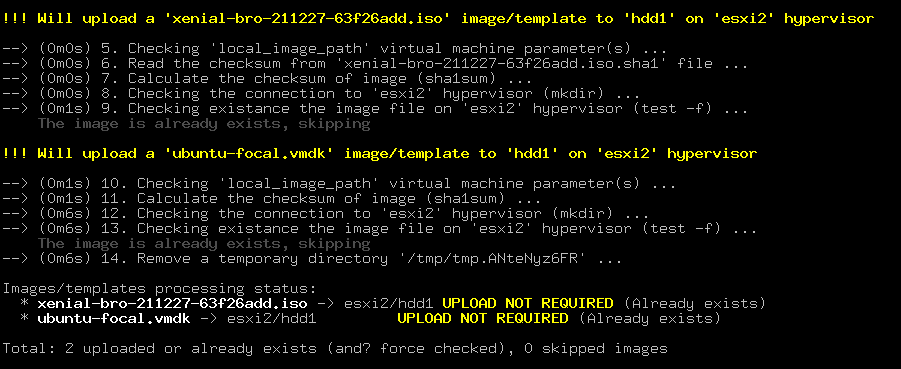 !!! Will upload a 'xenial-bro-211227-63f26add.iso' image/template to 'hdd1' on 'esxi2' hypervisor
--> (0m0s) 5. Checking 'local_image_path' virtual machine parameter(s) ...
--> (0m0s) 6. Read the checksum from 'xenial-bro-211227-63f26add.iso.sha1' file ...
--> (0m0s) 7. Calculate the checksum of image (sha1sum) ...
--> (0m0s) 8. Checking the connection to 'esxi2' hypervisor (mkdir) ...
--> (0m1s) 9. Checking existance the image file on 'esxi2' hypervisor (test -f) ...
The image is already exists, skipping
!!! Will upload a 'ubuntu-focal.vmdk' image/template to 'hdd1' on 'esxi2' hypervisor
--> (0m1s) 10. Checking 'local_image_path' virtual machine parameter(s) ...
--> (0m1s) 11. Calculate the checksum of image (sha1sum) ...
--> (0m6s) 12. Checking the connection to 'esxi2' hypervisor (mkdir) ...
--> (0m6s) 13. Checking existance the image file on 'esxi2' hypervisor (test -f) ...
The image is already exists, skipping
--> (0m6s) 14. Remove a temporary directory '/tmp/tmp.ANteNyz6FR' ...
Images/templates processing status:
* xenial-bro-211227-63f26add.iso -> esxi2/hdd1 UPLOAD NOT REQUIRED (Already exists)
* ubuntu-focal.vmdk -> esxi2/hdd1 UPLOAD NOT REQUIRED (Already exists)
Total: 2 uploaded or already exists (and? force checked), 0 skipped images